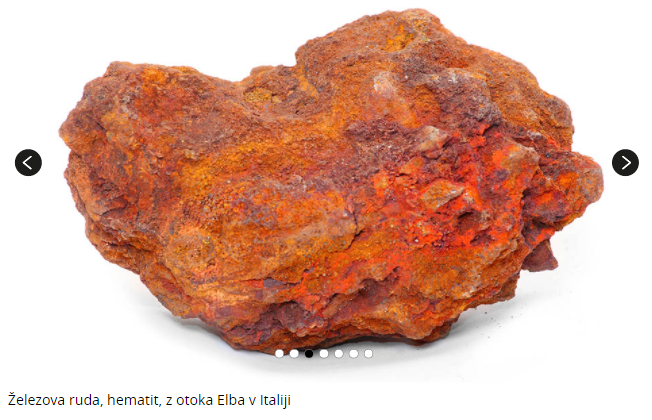 Železova ruda, hematit, z otoka Elba v Italiji